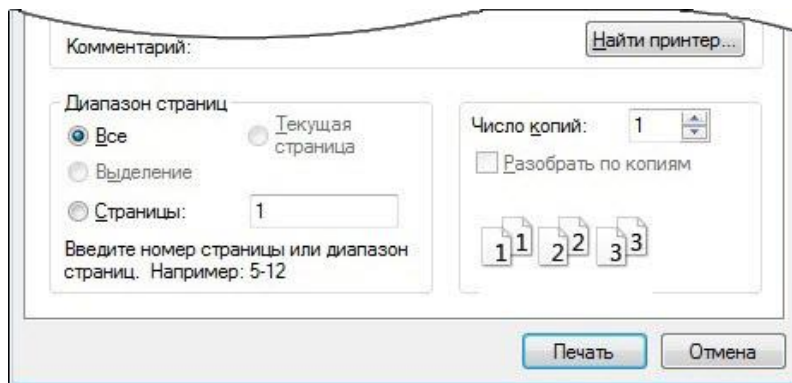 Комментарий:
Найти принтер...
Диапазон страниц
Все
Текущая
страница
Выделение
Страницы: 1
Введите номер страницы или диапазон
страниц. Например: 5-12
Число копий: 1
Разобрать по копиям
1 1 2 2 3 3
Печать
Отмена